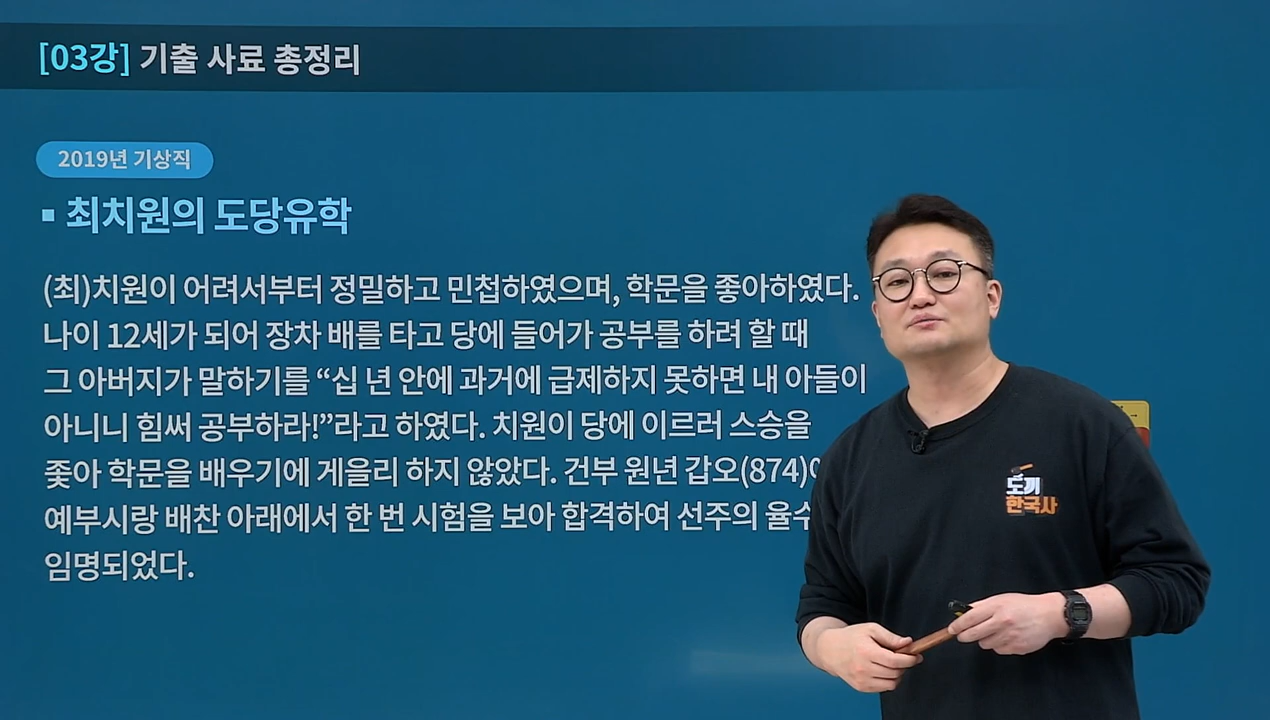 [03강] 기출 사료 총정리
2019년 기상직
▪ 최치원의 도당유학
(최)치원이 어려서부터 정밀하고 민첩하였으며, 학문을 좋아하였다.
나이 12세가 되어 장차 배를 타고 당에 들어가 공부를 하려 할 때
그 아버지가 말하기를 “십 년 안에 과거에 급제하지 못하면 내 아들이
아니니 힘써 공부하라!”라고 하였다. 치원이 당에 이르러 스승을
좇아 학문을 배우기에 게을리 하지 않았다. 건부 원년 갑오(874)
예부시랑 배찬 아래에서 한 번 시험을 보아 합격하여 선주의
임명되었다.
도끼
한국사